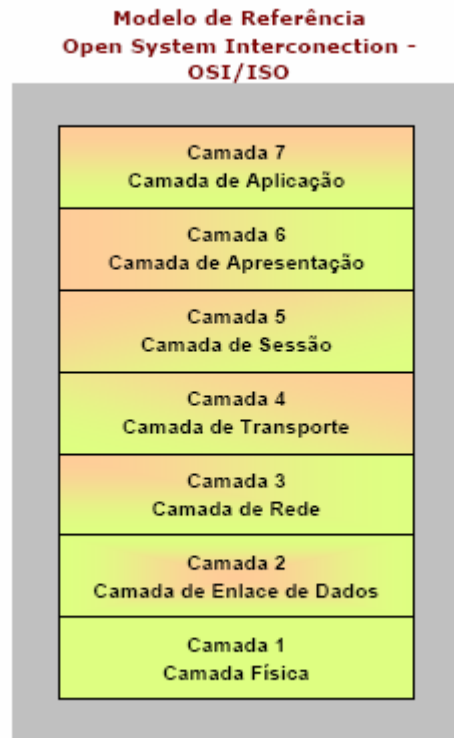 Modelo de Referência
Open System Interconection -
OSI/ISO
Camada 7
Camada de Aplicação
Camada 6
Camada de Apresentação
Camada 5
Camada de Sessão
Camada 4
Camada de Transporte
Camada 3
Camada de Rede
Camada 2
Camada de Enlace de Dados
Camada 1
Camada Física